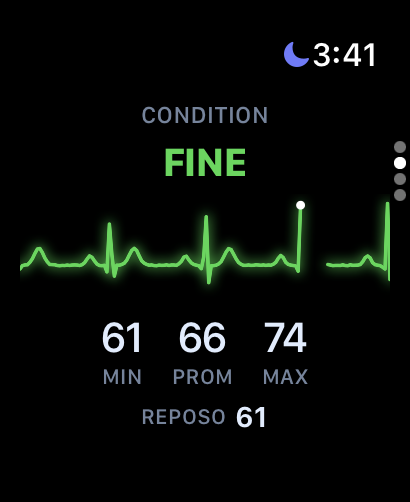 3:41
CONDITION
FINE
61 66 74
MIN PROM MAX
REPOSO 61